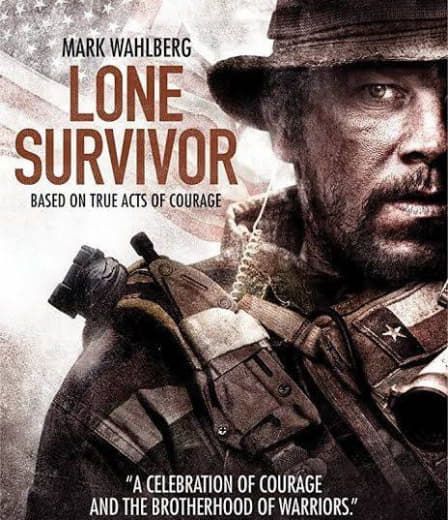 MARK WAHLBERG
LONE
SURVIVOR
BASED ON TRUE ACTS OF COURAGE
"A CELEBRATION OF COURAGE
AND THE BROTHERHOOD OF WARRIORS."